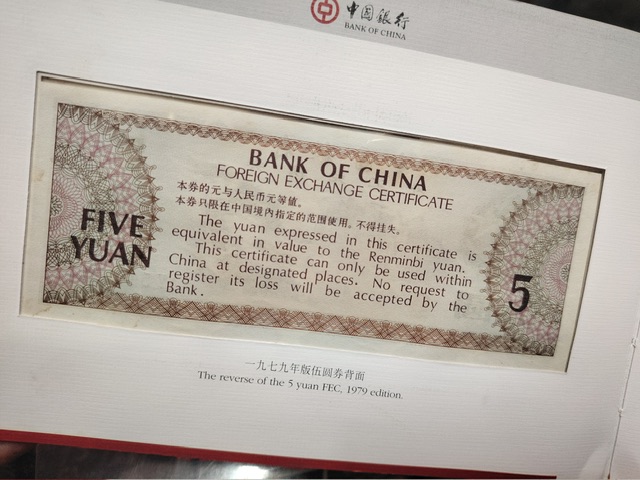 中国银行
BANK OF CHINA
BANK OF CHINA
FOREIGN EXCHANGE CERTIFICATE
本券的元与人民币元等值。
本券只限在中国境内指定的范围使用。不得挂失。
FIVE
YUAN
The yuan expressed in this certificate is
equivalent in value to the Renminbi yuan.
This certificate can only be used within
China at designated places. No request to
register its loss will be accepted by the
Bank.
5
一九七九年版伍圆券背面
The reverse of the 5 yuan FEC, 1979 edition.